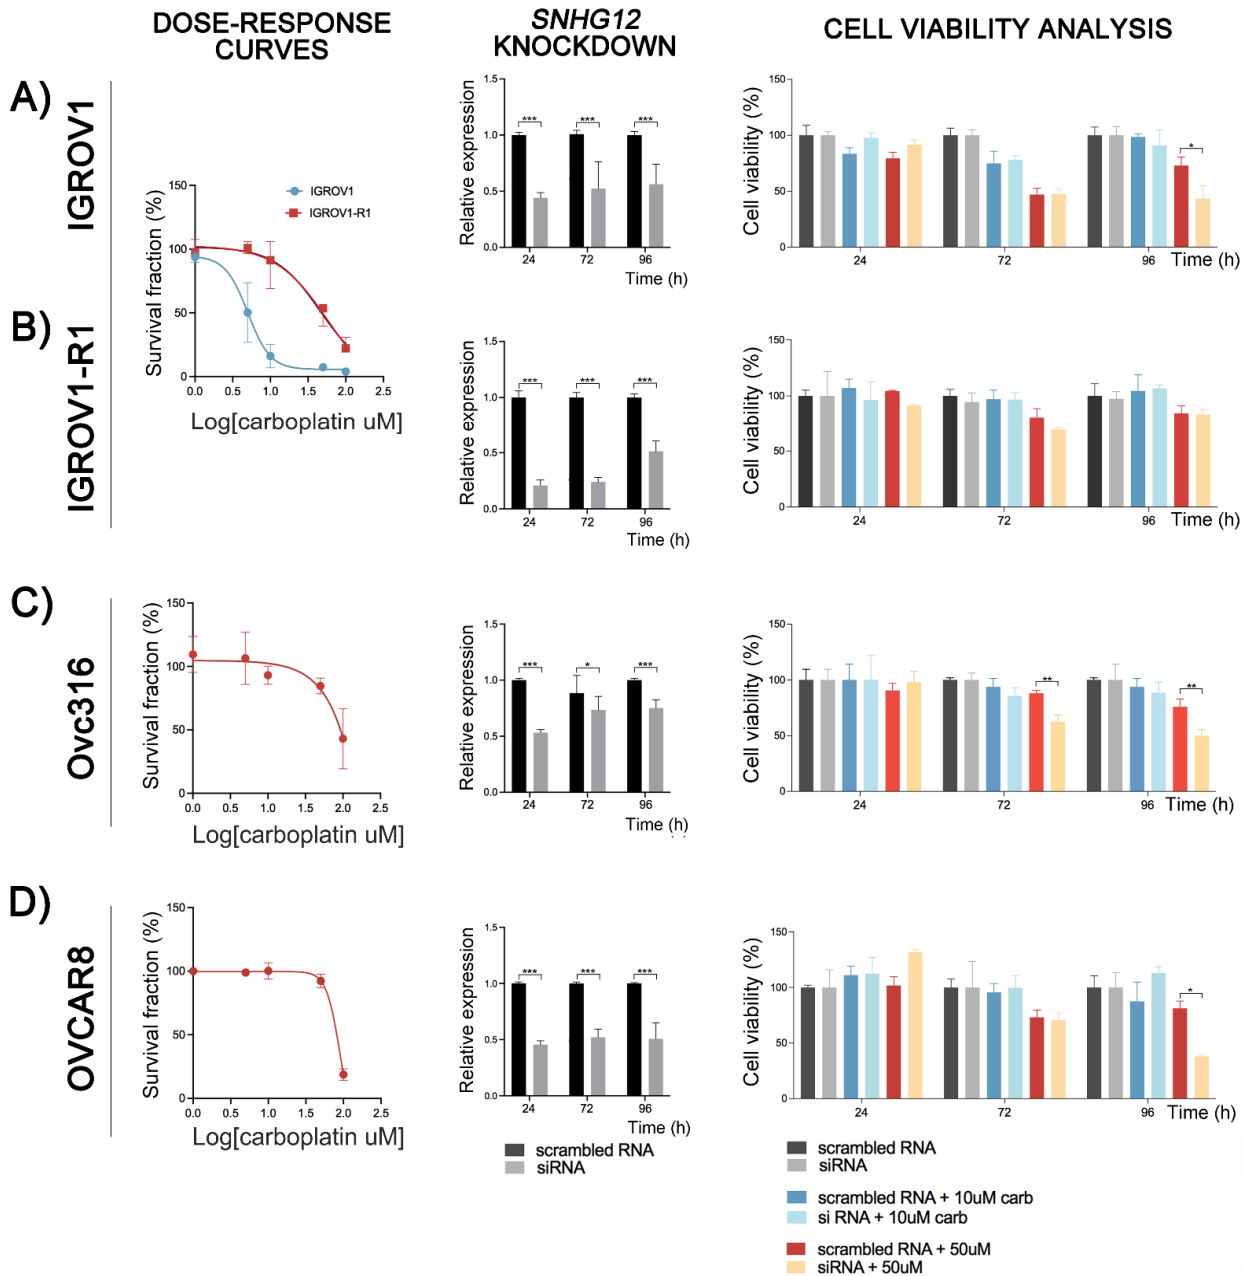 DOSE-RESPONSE
CURVES
SNHG12
KNOCKDOWN
CELL VIABILITY ANALYSIS
A)
IGROV1
Survival fraction (%)
150
100
50
0
0.0 0.5 1.0 1.5 2.0 2.5
Log[carboplatin uM]
IGROV1
IGROV1-R1
Relative expression
1.5
1.0
0.5
0.0
*** *** ***
24 72 96
Time (h)
Cell viability (%)
150
100
50
0
*
24 72 96 Time (h)
B)
IGROV1-R1
Relative expression
1.5
1.0
0.5
0.0
*** *** ***
24 72 96
Time (h)
Cell viability (%)
150
100
50
0
24 72 96 Time (h)
C)
Ovc316
Survival fraction (%)
150
100
50
0
0.0 0.5 1.0 1.5 2.0 2.5
Log[carboplatin uM]
Relative expression
1.5
1.0
0.5
0.0
*** * ***
24 72 96
Time (h)
Cell viability (%)
150
100
50
0
** **
24 72 96 Time (h)
D)
OVCAR8
Survival fraction (%)
150
100
50
0
0.0 0.5 1.0 1.5 2.0 2.5
Log[carboplatin uM]
Relative expression
1.5
1.0
0.5
0.0
*** *** ***
24 72 96
Time (h)
scrambled RNA
siRNA
Cell viability (%)
150
100
50
0
*
24 72 96 Time (h)
scrambled RNA
siRNA
scrambled RNA + 10uM carb
si RNA + 10uM carb
scrambled RNA + 50uM
siRNA + 50uM